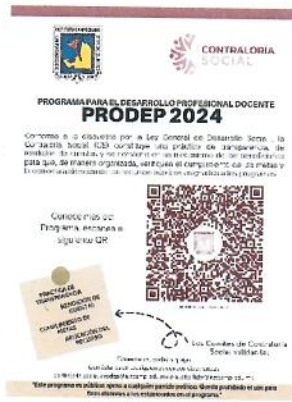 CONTRALORÍA
SOCIAL
PROGRAMA PARA EL DESARROLLO PROFESIONAL DOCENTE
PRODEP 2024
Conforme a lo dispuesto por la Ley General de Desarrollo Social, la
Contraloría Social (CS) constituye una práctica de transparencia, de
rendición de cuentas y se convierte en un mecanismo de los beneficiarios
para que, de manera organizada, verifiquen el cumplimiento de las metas y
la correcta aplicación de los recursos públicos asignados a los programas
Conoce más del
Programa, escanea el
siguiente QR
PRÁCTICA DE
TRANSPARENCIA
RENDICIÓN DE
CUENTAS
CUMPLIMIENTO DE
METAS
APLICACIÓN DEL
RECURSO
Los Comités de Contraloría
Social validan la:
"Este programa es público, ajeno a cualquier partido político. Queda prohibido el uso para
fines distintos a los establecidos en el programa."